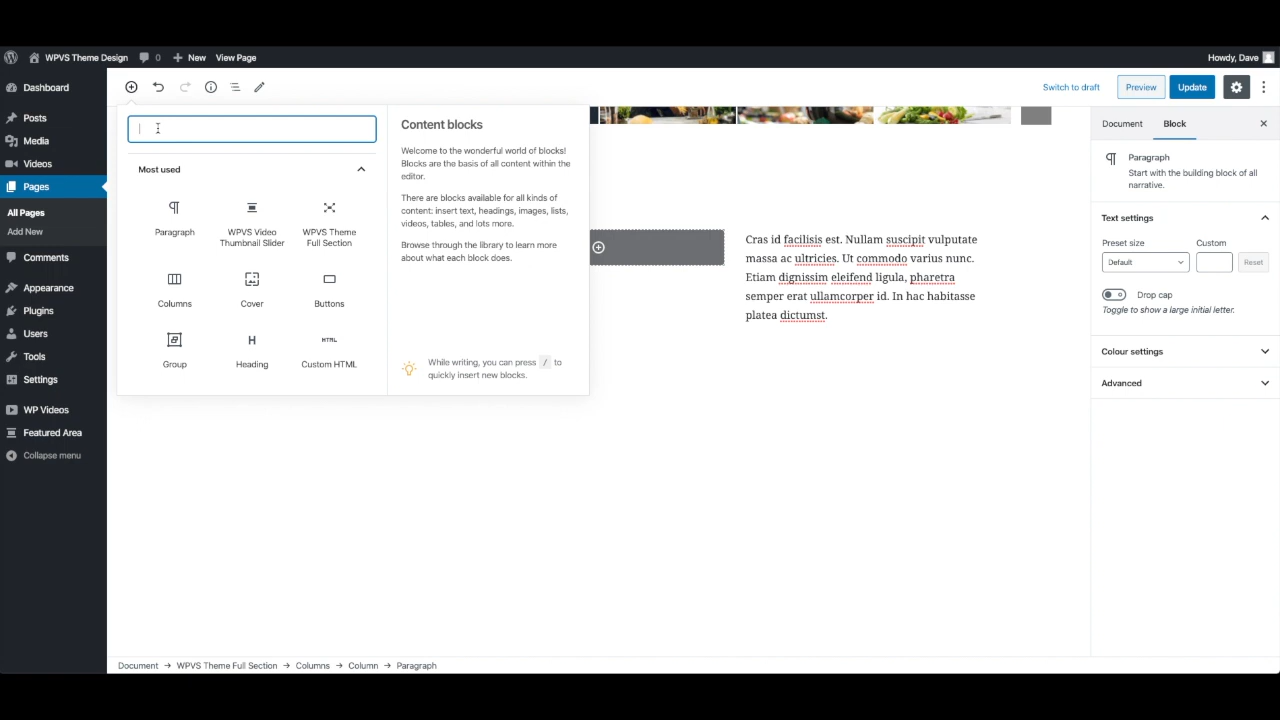 WPVS Theme Design 0 New View Page Howdy, Dave
Dashboard
Posts
Media
Videos
Pages
All Pages
Add New
Comments
Appearance
Plugins
Users
Tools
Settings
WP Videos
Featured Area
Collapse menu
Switch to draft Preview Update
Most used
Paragraph
WPVS Video
Thumbnail Slider
WPVS Theme
Full Section
Columns
Cover
Buttons
Group
Heading
HTML
Custom HTML
Content blocks
Welcome to the wonderful world of blocks!
Blocks are the basis of all content within the
editor.
There are blocks available for all kinds of
content: insert text, headings, images, lists,
videos, tables, and lots more.
Browse through the library to learn more
about what each block does.
While writing, you can press / to
quickly insert new blocks.
Cras id facilisis est. Nullam suscipit vulputate
massa ac ultricies. Ut commodo varius nunc.
Etiam dignissim eleifend ligula, pharetra
semper erat ullamcorper id. In hac habitasse
platea dictumst.
Document Block
Paragraph
Start with the building block of all
narrative.
Text settings
Preset size Custom
Default Reset
Drop cap
Toggle to show a large initial letter.
Colour settings
Advanced
Document → WPVS Theme Full Section → Columns → Column → Paragraph